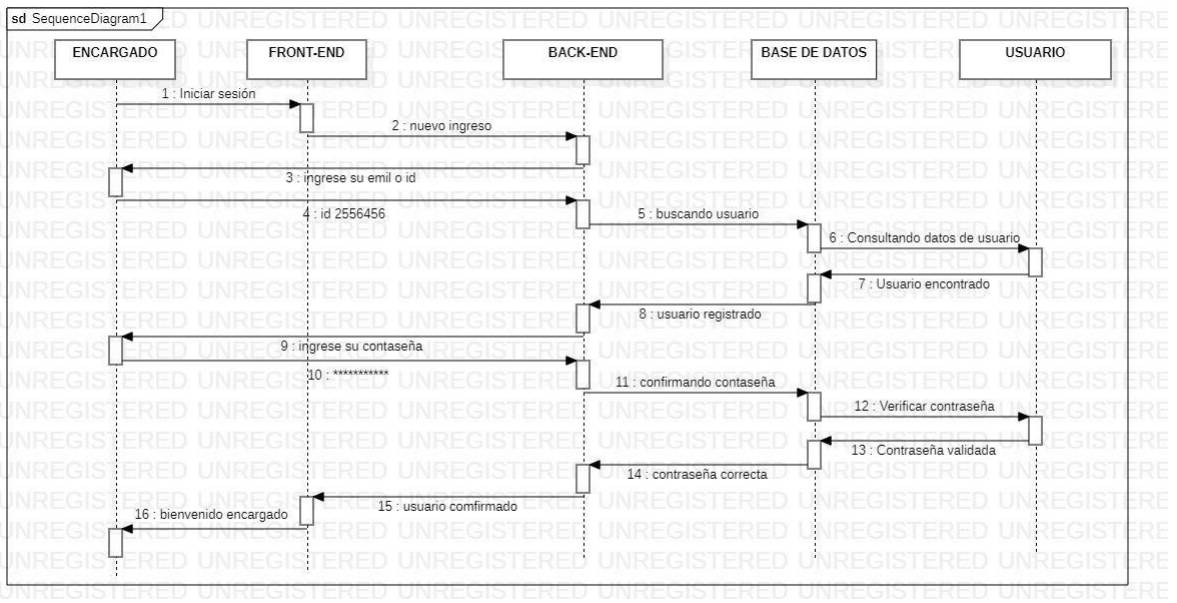 sd SequenceDiagram1
ENCARGADO
FRONT-END
BACK-END
BASE DE DATOS
USUARIO
1 : Iniciar sesión
2 : nuevo ingreso
3 : ingrese su emil o id
4 : id 2556456
5 : buscando usuario
6 : Consultando datos de usuario
7 : Usuario encontrado
8 : usuario registrado
9 : ingrese su contaseña
10 : ***********
11 : confirmando contaseña
12 : Verificar contraseña
13 : Contraseña validada
14 : contraseña correcta
15 : usuario comfirmado
16 : bienvenido encargado
UNREGISTERED